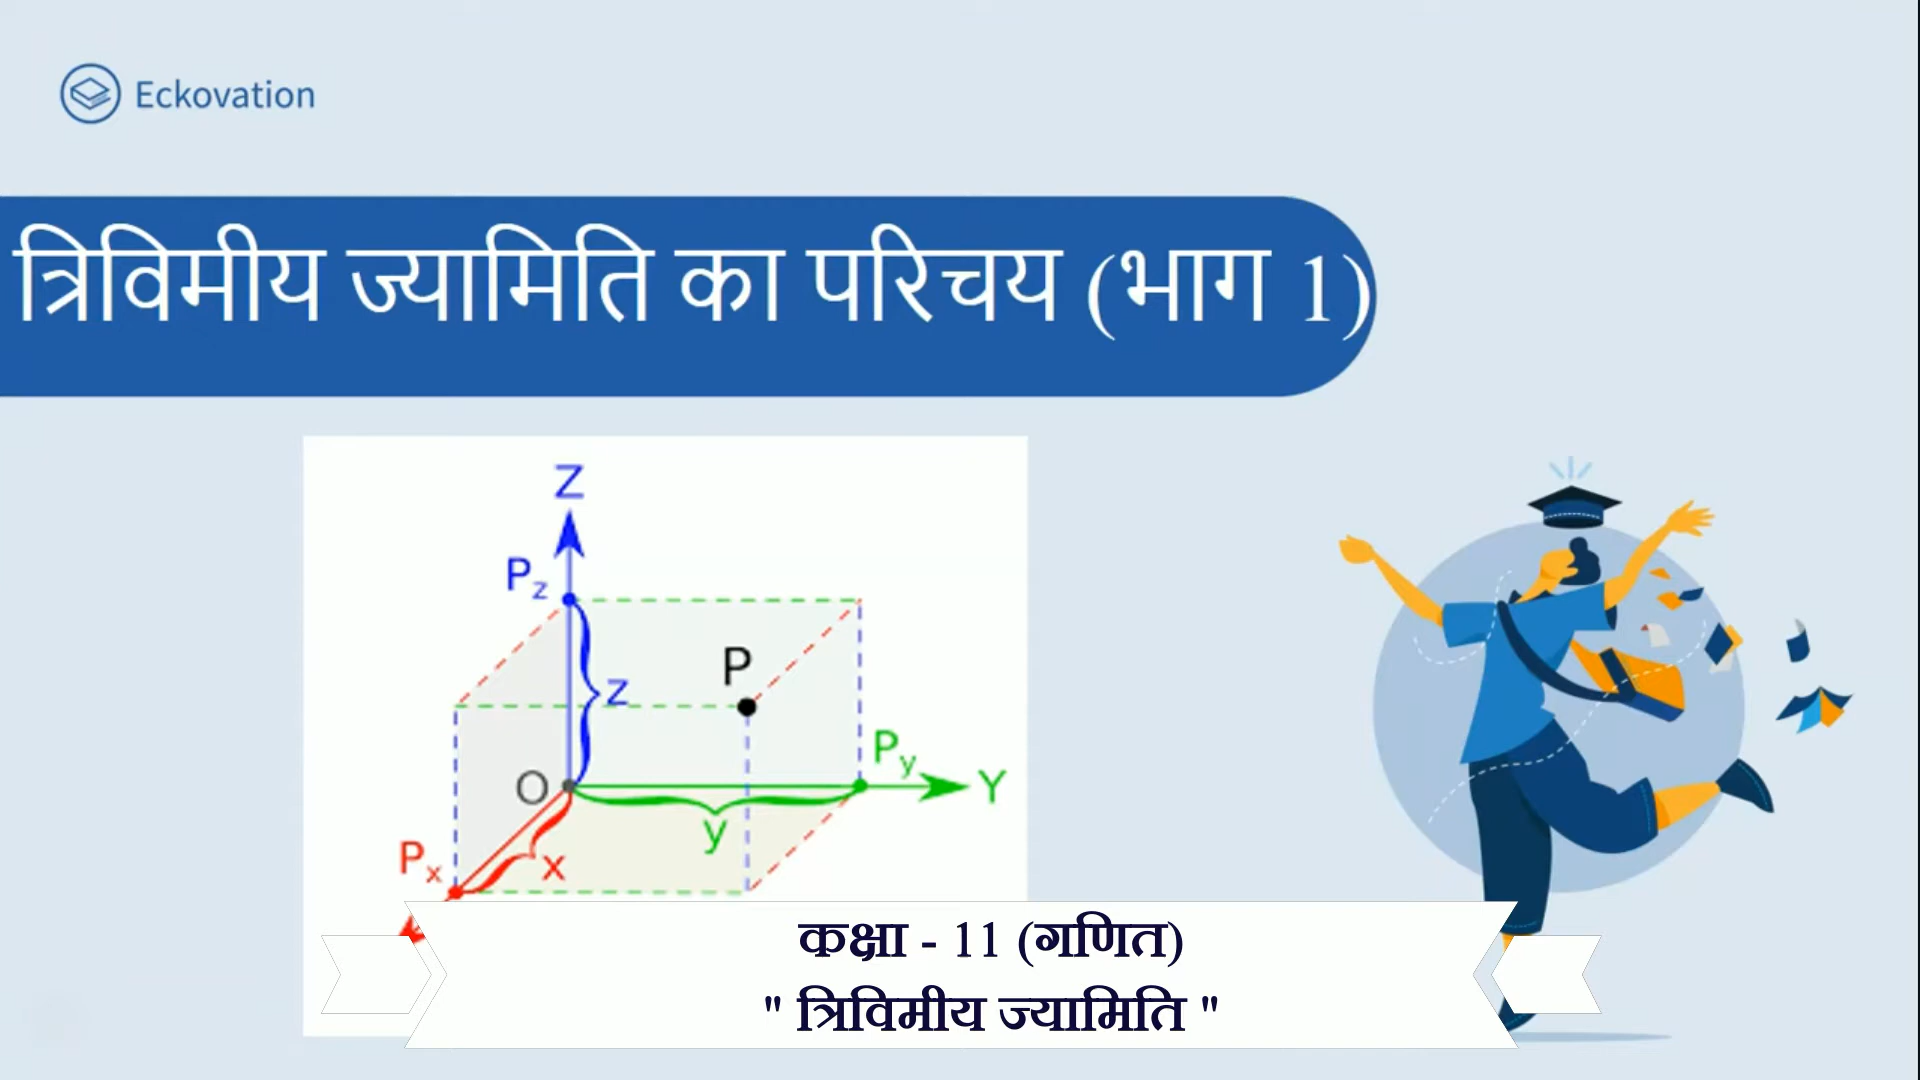 Eckovation
त्रिविमीय ज्यामिति का परिचय (भाग 1)
Z
Pz
P
z
Py
O
Y
y
Px
x
कक्षा - 11 (गणित)
" त्रिविमीय ज्यामिति "